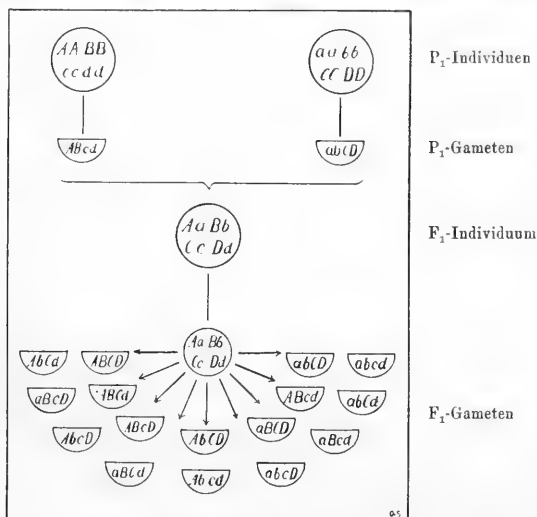 AA BB
cc dd
aa bb
CC DD
P₁-Individuen
ABcd
abCD
P₁-Gameten
Aa Bb
Cc Dd
F₁-Individuum
Aa Bb
Cc Dd
AbCd ABCD abCD abcd
aBcD ABCd ABcd abCd
F₁-Gameten
AbcD ABcD AbCD aBCD aBcd
aBCd Abcd abcD